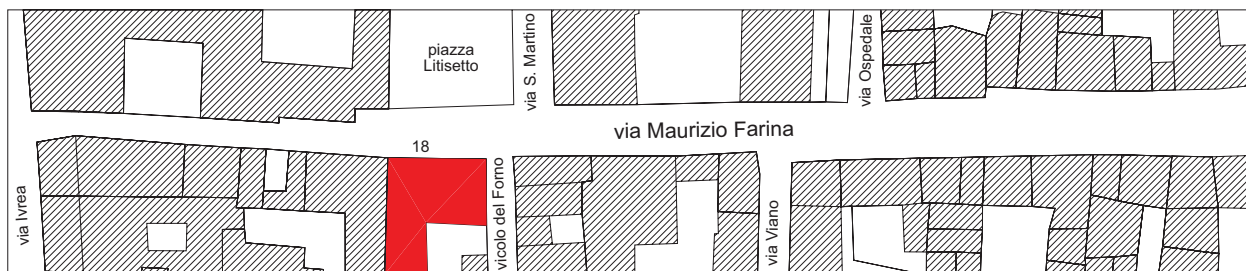 piazza
Litisetto
via S. Martino
via Ospedale
via Maurizio Farina
18
via Ivrea
vicolo del Forno
via Viano